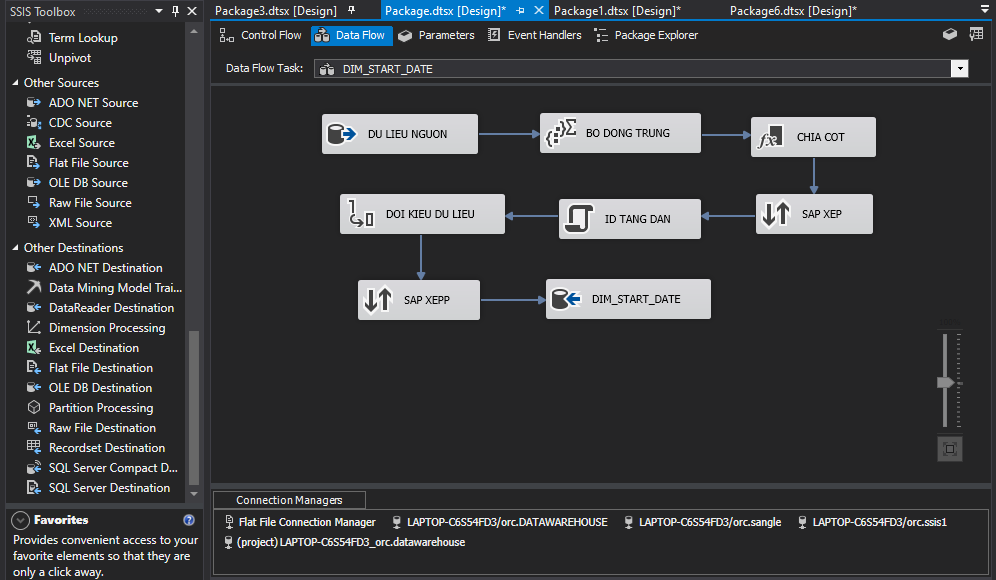 SSIS Toolbox
Term Lookup
Unpivot
Other Sources
ADO NET Source
CDC Source
Excel Source
Flat File Source
OLE DB Source
Raw File Source
XML Source
Other Destinations
ADO NET Destination
Data Mining Model Trai...
DataReader Destination
Dimension Processing
Excel Destination
Flat File Destination
OLE DB Destination
Partition Processing
Raw File Destination
Recordset Destination
SQL Server Compact D...
SQL Server Destination
Favorites
Provides convenient access to your
favorite elements so that they are
only a click away.
Package3.dtsx [Design] Package.dtsx [Design]* Package1.dtsx [Design]* Package6.dtsx [Design]*
Control Flow Data Flow Parameters Event Handlers Package Explorer
Data Flow Task: DIM_START_DATE
DU LIEU NGUON BO DONG TRUNG CHIA COT
DOI KIEU DU LIEU ID TANG DAN SAP XEP
SAP XEPP DIM_START_DATE
Connection Managers
Flat File Connection Manager LAPTOP-C6S54FD3/orc.DATAWAREHOUSE LAPTOP-C6S54FD3/orc.sangle LAPTOP-C6S54FD3/orc.ssis1
(project) LAPTOP-C6S54FD3_orc.datawarehouse